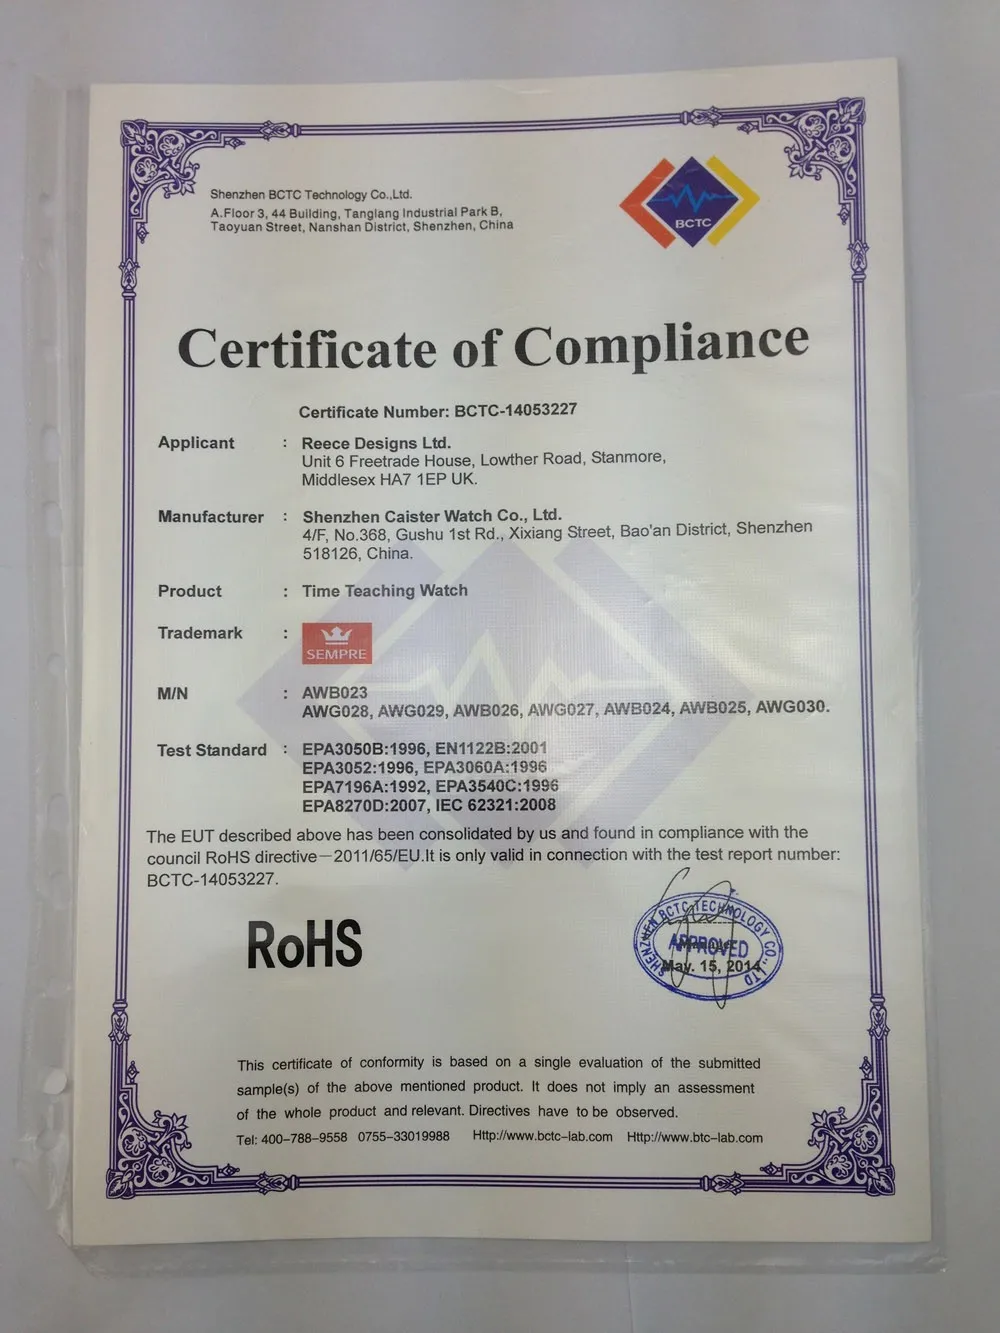 Shenzhen BCTC Technology Co.,Ltd.
A.Floor 3, 44 Building, Tanglang Industrial Park B,
Taoyuan Street, Nanshan District, Shenzhen, China
BCTC
Certificate of Compliance
Certificate Number: BCTC-14053227
Applicant : Reece Designs Ltd.
Unit 6 Freetrade House, Lowther Road, Stanmore,
Middlesex HA7 1EP UK.
Manufacturer : Shenzhen Caister Watch Co., Ltd.
4/F, No.368, Gushu 1st Rd., Xixiang Street, Bao'an District, Shenzhen
518126, China.
Product : Time Teaching Watch
Trademark :
SEMPRE
M/N : AWB023
AWG028, AWG029, AWB026, AWG027, AWB024, AWB025, AWG030.
Test Standard : EPA3050B:1996, EN1122B:2001
EPA3052:1996, EPA3060A:1996
EPA7196A:1992, EPA3540C:1996
EPA8270D:2007, IEC 62321:2008
The EUT described above has been consolidated by us and found in compliance with the
council RoHS directive－2011/65/EU.It is only valid in connection with the test report number:
BCTC-14053227.
RoHS
SHENZHEN BCTC TECHNOLOGY CO., LTD
APPROVED
May. 15, 2014
This certificate of conformity is based on a single evaluation of the submitted
sample(s) of the above mentioned product. It does not imply an assessment
of the whole product and relevant. Directives have to be observed.
Tel: 400-788-9558 0755-33019988 Http://www.bctc-lab.com Http://www.btc-lab.com